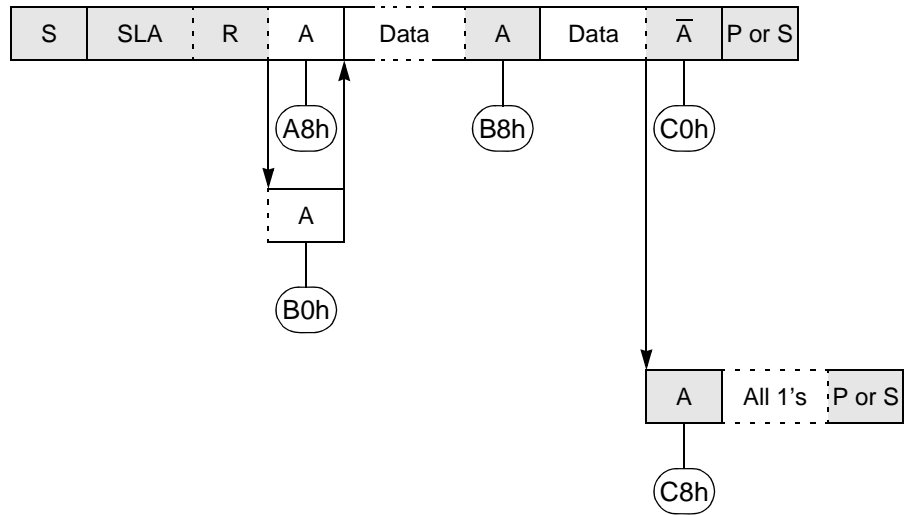 S SLA R A Data A Data A̅ P or S
A8h B8h C0h
A
B0h
A All 1's P or S
C8h